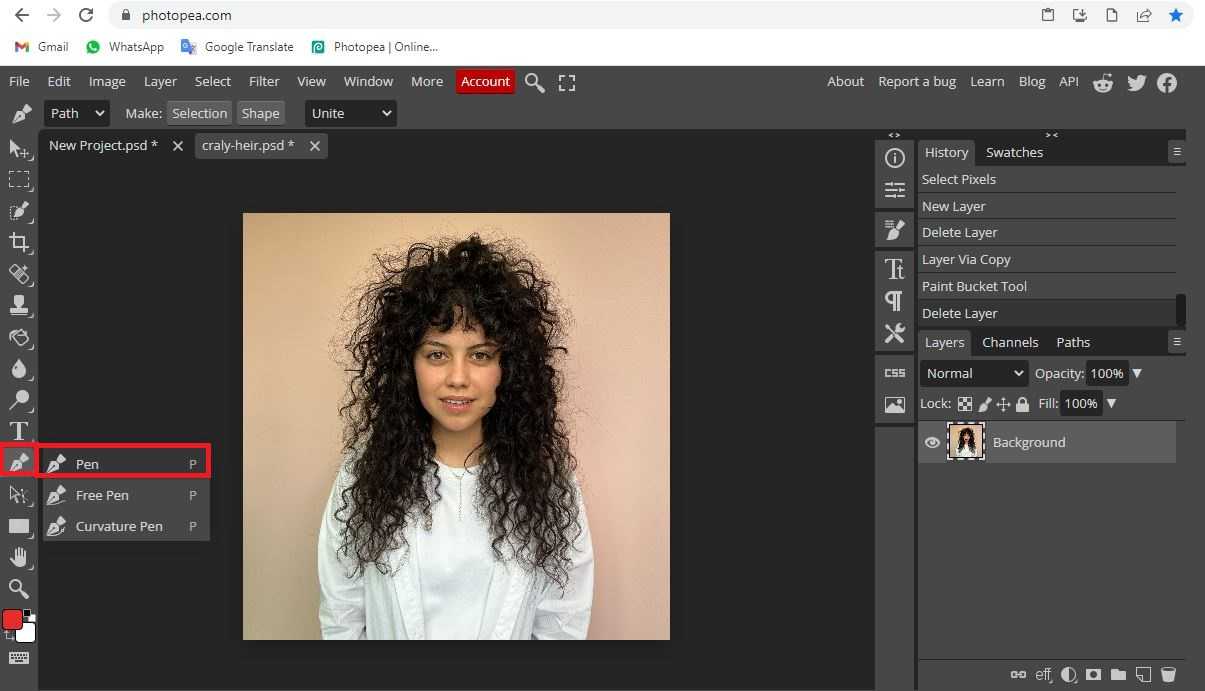 photopea.com
Gmail WhatsApp Google Translate Photopea | Online...
File Edit Image Layer Select Filter View Window More Account About Report a bug Learn Blog API
Path Make: Selection Shape Unite
New Project.psd * craly-heir.psd *
< > > <
History Swatches
Select Pixels
New Layer
Delete Layer
Layer Via Copy
Paint Bucket Tool
Delete Layer
Layers Channels Paths
CSS
Normal Opacity: 100%
Lock: Fill: 100%
Background
Pen P
Free Pen P
Curvature Pen P
eff